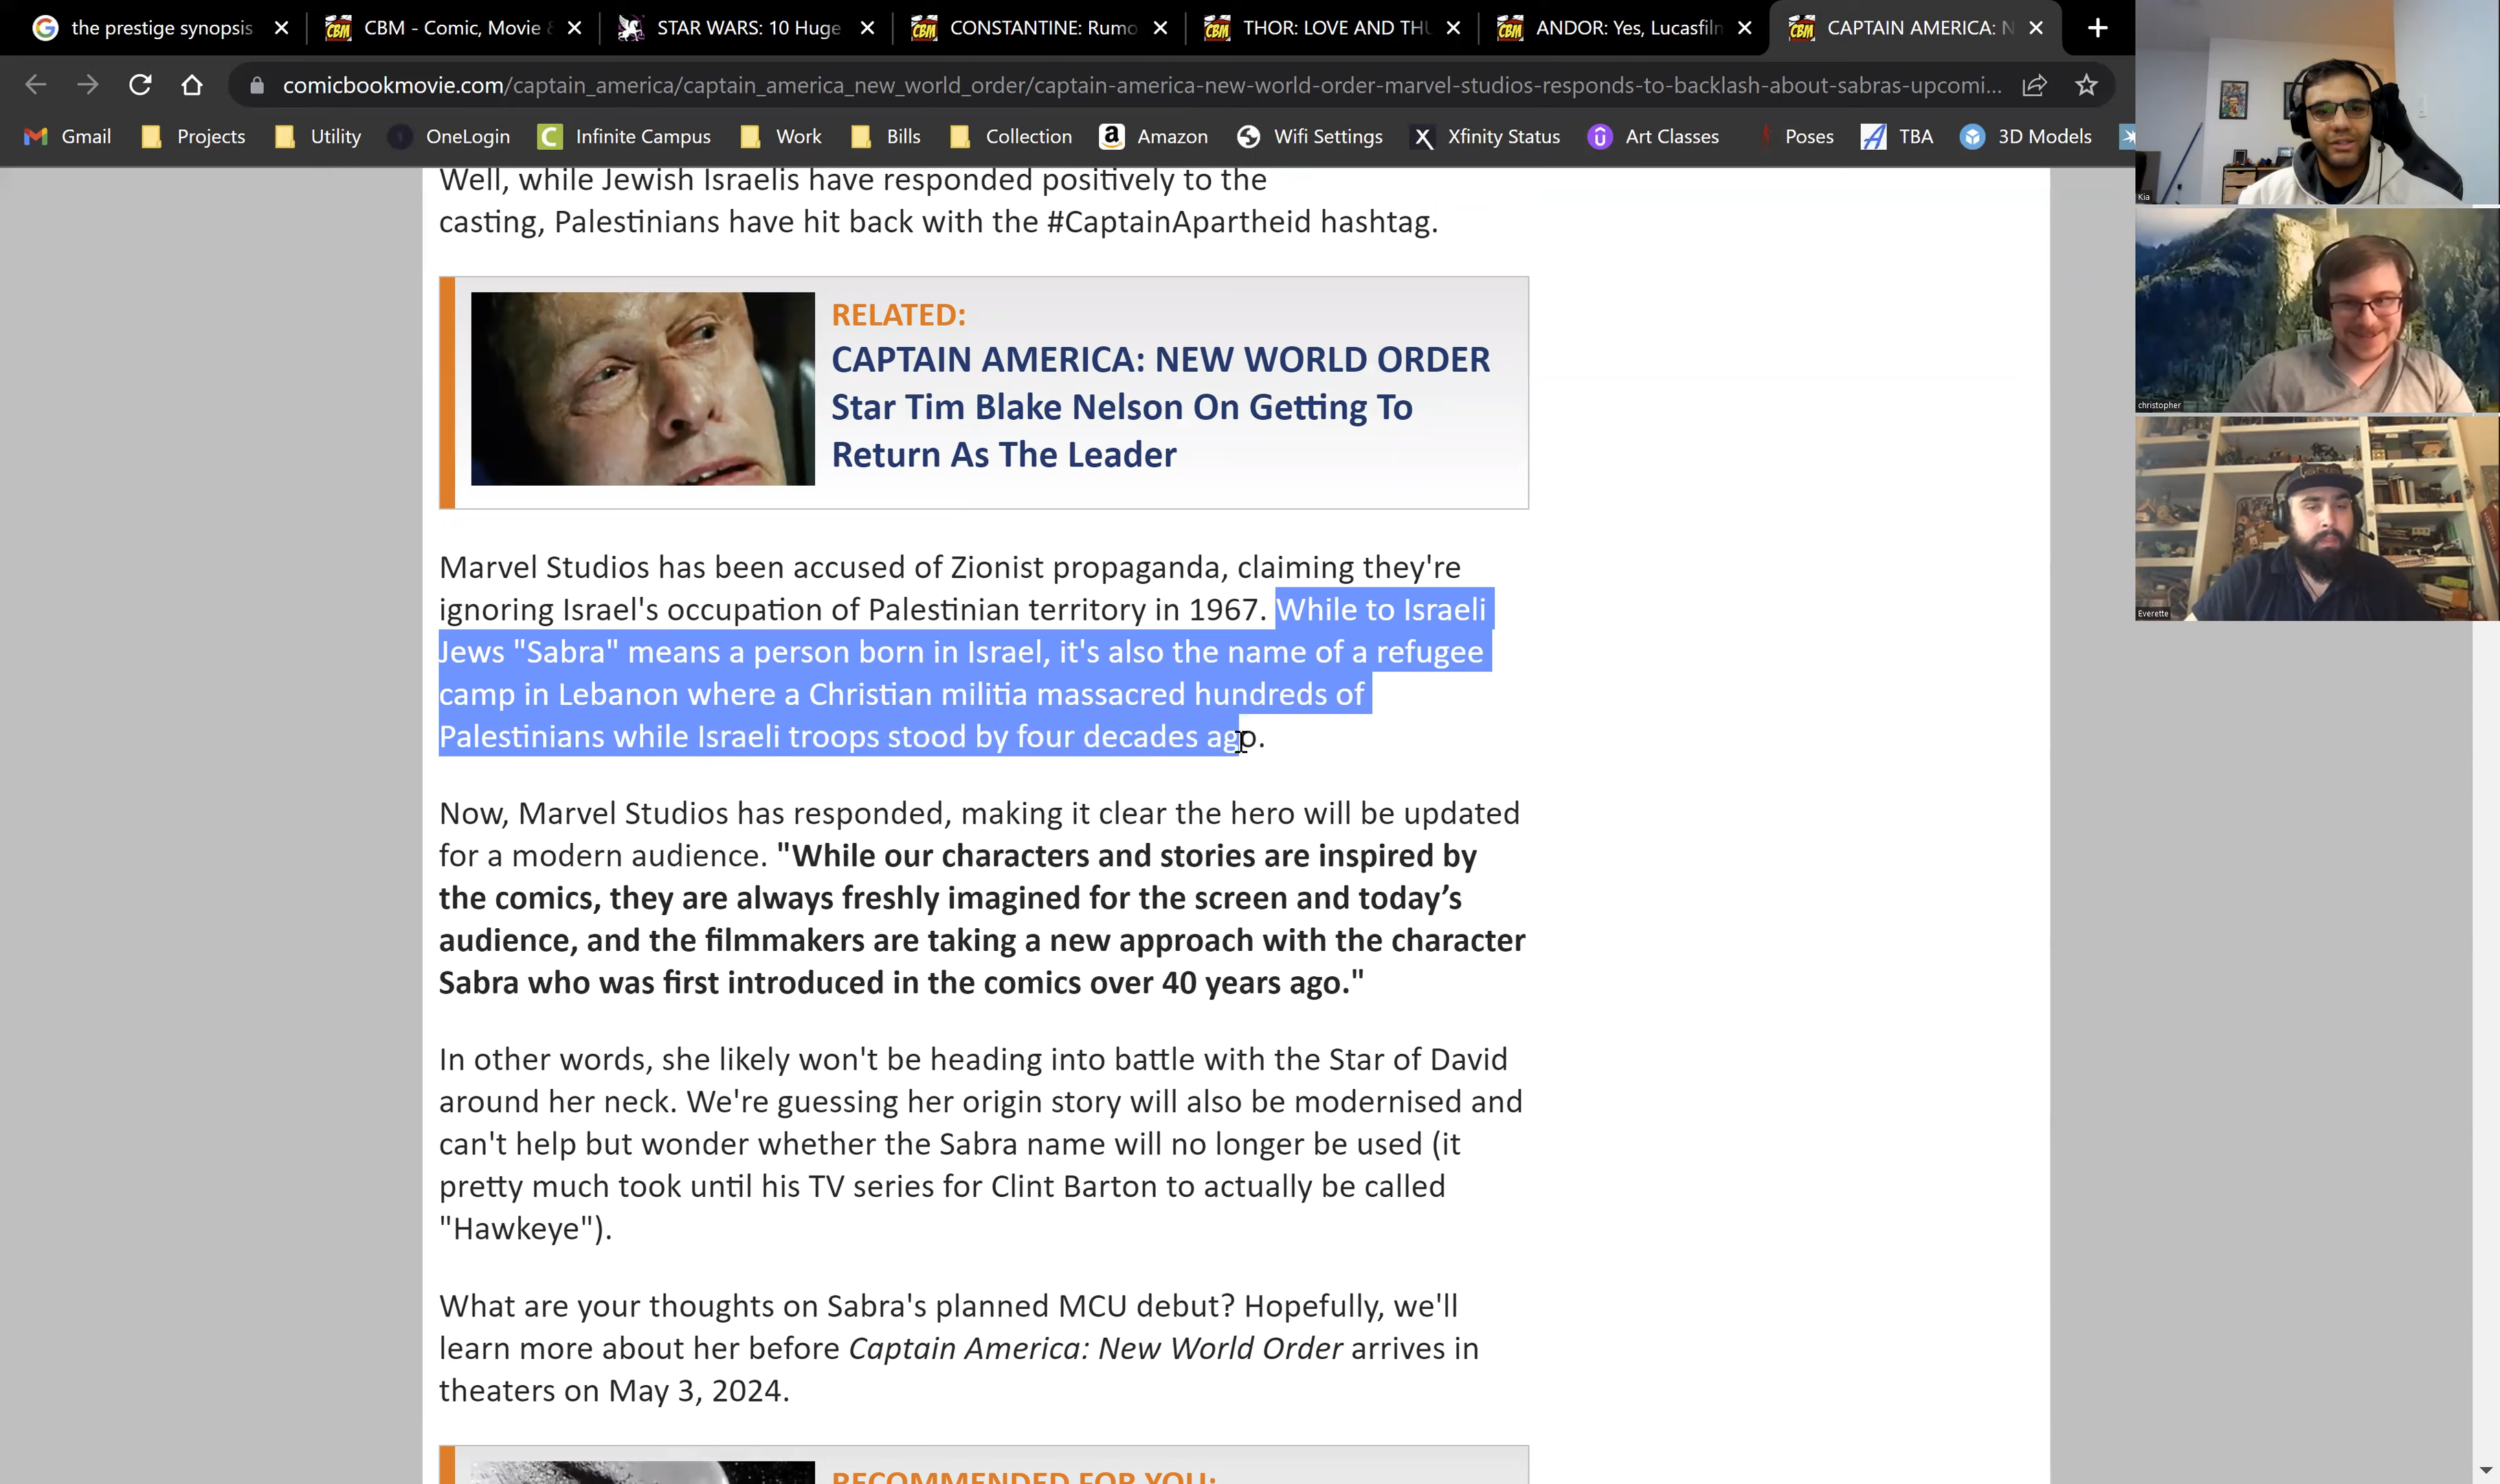 the prestige synopsis
CBM - Comic, Movie &
STAR WARS: 10 Huge
CONSTANTINE: Rumo
THOR: LOVE AND THU
ANDOR: Yes, Lucasfilm
CAPTAIN AMERICA: N
comicbookmovie.com/captain_america/captain_america_new_world_order/captain-america-new-world-order-marvel-studios-responds-to-backlash-about-sabras-upcomi...
Gmail
Projects
Utility
OneLogin
Infinite Campus
Work
Bills
Collection
Amazon
Wifi Settings
Xfinity Status
Art Classes
Poses
TBA
3D Models
Kia
christopher
Everette
Well, while Jewish Israelis have responded positively to the
casting, Palestinians have hit back with the #CaptainApartheid hashtag.
RELATED:
CAPTAIN AMERICA: NEW WORLD ORDER
Star Tim Blake Nelson On Getting To
Return As The Leader
Marvel Studios has been accused of Zionist propaganda, claiming they're
ignoring Israel's occupation of Palestinian territory in 1967. While to Israeli
Jews "Sabra" means a person born in Israel, it's also the name of a refugee
camp in Lebanon where a Christian militia massacred hundreds of
Palestinians while Israeli troops stood by four decades ago.
Now, Marvel Studios has responded, making it clear the hero will be updated
for a modern audience. "While our characters and stories are inspired by
the comics, they are always freshly imagined for the screen and today’s
audience, and the filmmakers are taking a new approach with the character
Sabra who was first introduced in the comics over 40 years ago."
In other words, she likely won't be heading into battle with the Star of David
around her neck. We're guessing her origin story will also be modernised and
can't help but wonder whether the Sabra name will no longer be used (it
pretty much took until his TV series for Clint Barton to actually be called
"Hawkeye").
What are your thoughts on Sabra's planned MCU debut? Hopefully, we'll
learn more about her before Captain America: New World Order arrives in
theaters on May 3, 2024.
RECOMMENDED FOR YOU: